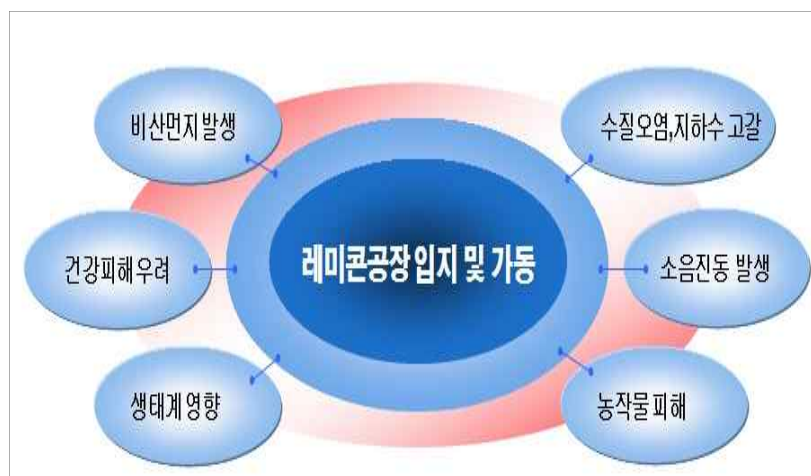 비산먼지 발생
수질오염,지하수 고갈
건강피해 우려
레미콘공장 입지 및 가동
소음진동 발생
생태계 영향
농작물 피해